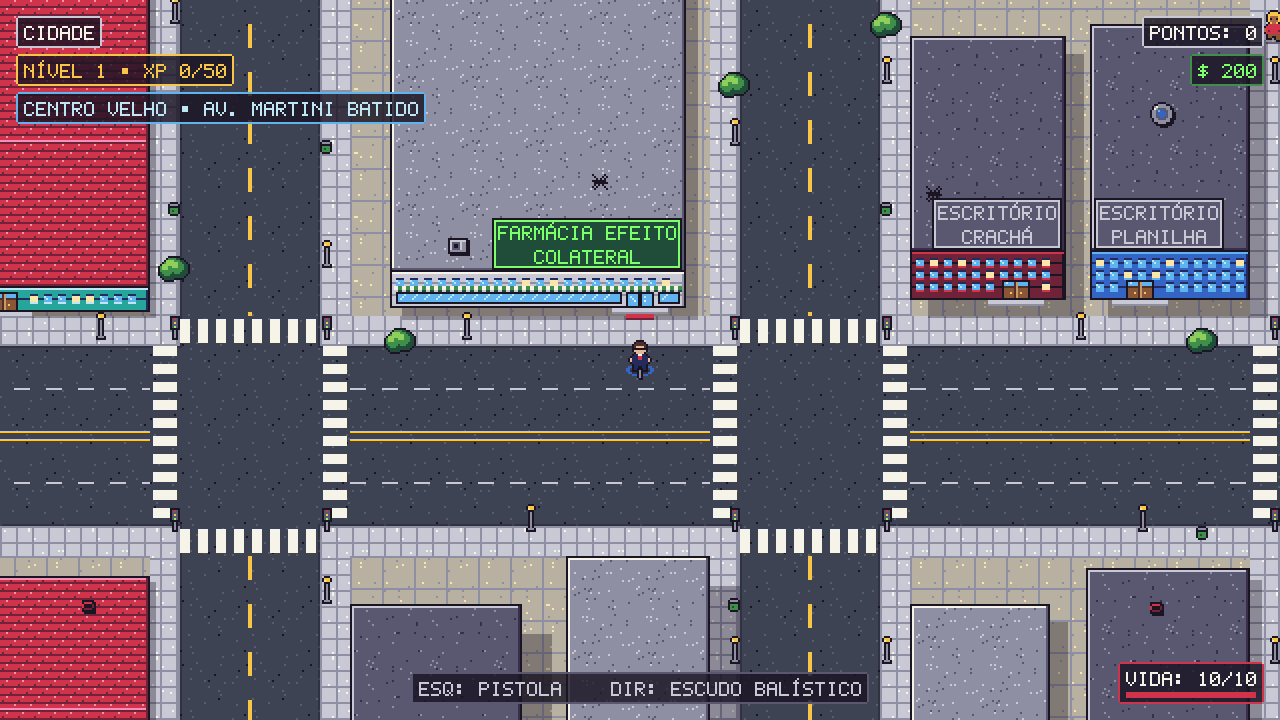 CIDADE
NÍVEL 1 ▪ XP 0/50
CENTRO VELHO ▪ AV. MARTINI BATIDO
PONTOS: 0
$ 200
FARMÁCIA EFEITO
COLATERAL
ESCRITÓRIO
CRACHÁ
ESCRITÓRIO
PLANILHA
ESQ: PISTOLA DIR: ESCUDO BALÍSTICO
VIDA: 10/10